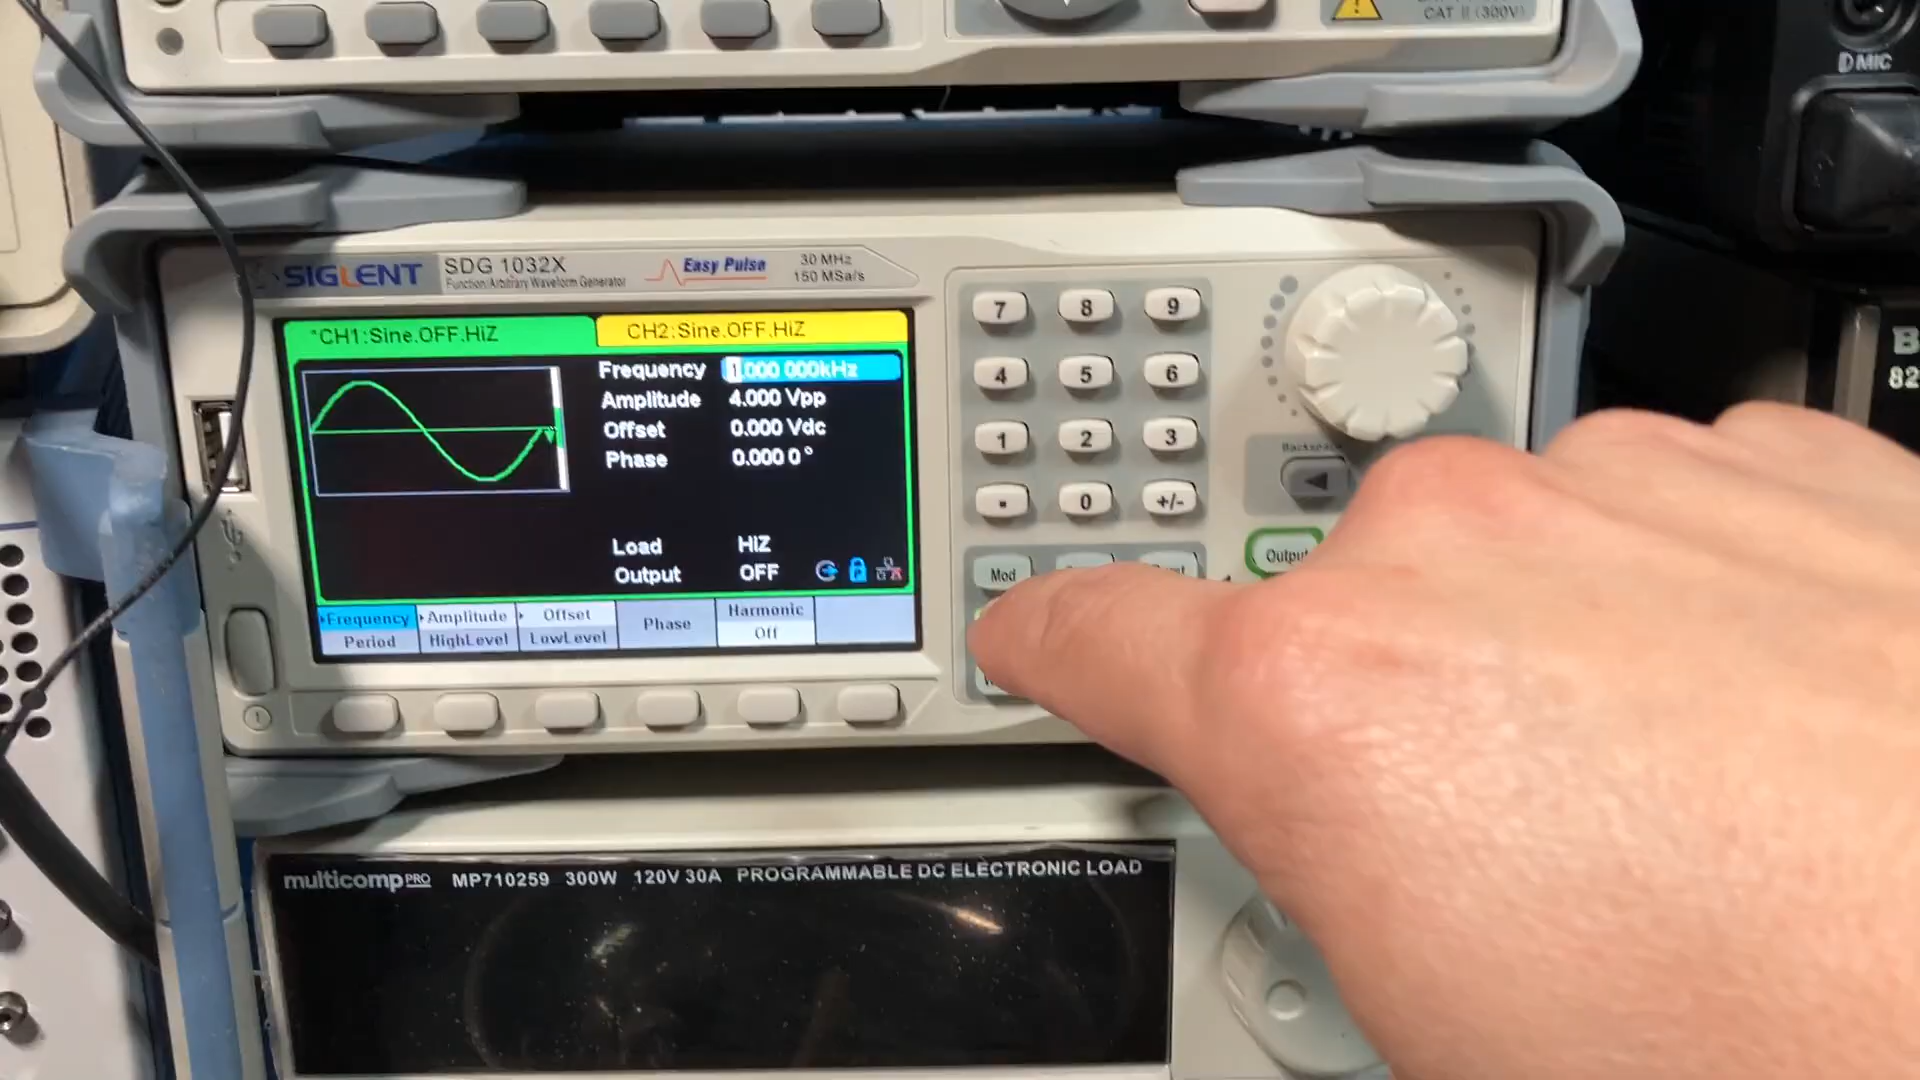 CAT II (300V)
DMIC
SIGLENT
SDG 1032X
Function/Arbitrary Waveform Generator
Easy Pulse
30 MHz
150 MSa/s
*CH1:Sine.OFF.HiZ
CH2:Sine.OFF.HiZ
Frequency 1.000 000kHz
Amplitude 4.000 Vpp
Offset 0.000 Vdc
Phase 0.000 0 °
Load HiZ
Output OFF
Frequency Amplitude Offset Phase Harmonic
Period HighLevel LowLevel Off
7 8 9
4 5 6
1 2 3
. 0 +/-
Mod
Output
82
multicomp PRO MP710259 300W 120V 30A PROGRAMMABLE DC ELECTRONIC LOAD